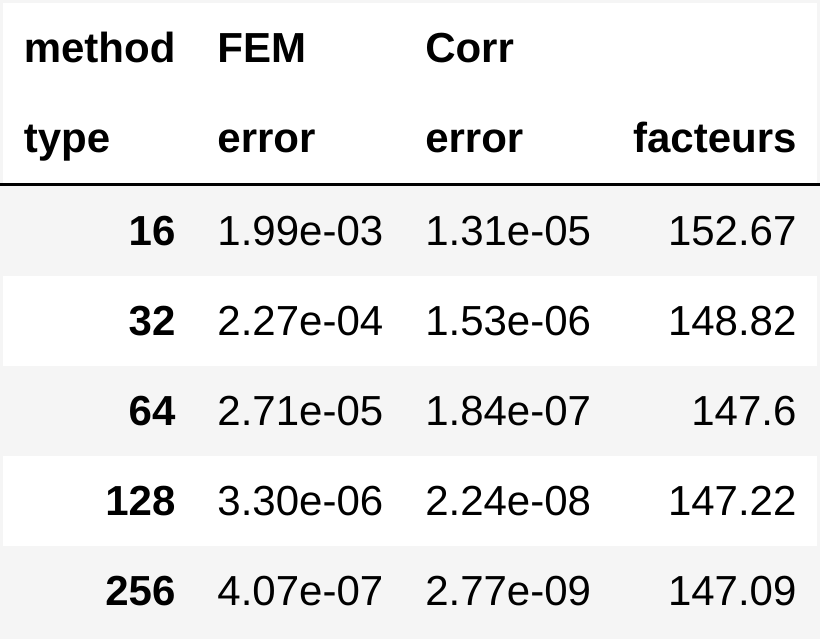 method FEM Corr
type error error facteurs
16 1.99e-03 1.31e-05 152.67
32 2.27e-04 1.53e-06 148.82
64 2.71e-05 1.84e-07 147.6
128 3.30e-06 2.24e-08 147.22
256 4.07e-07 2.77e-09 147.09